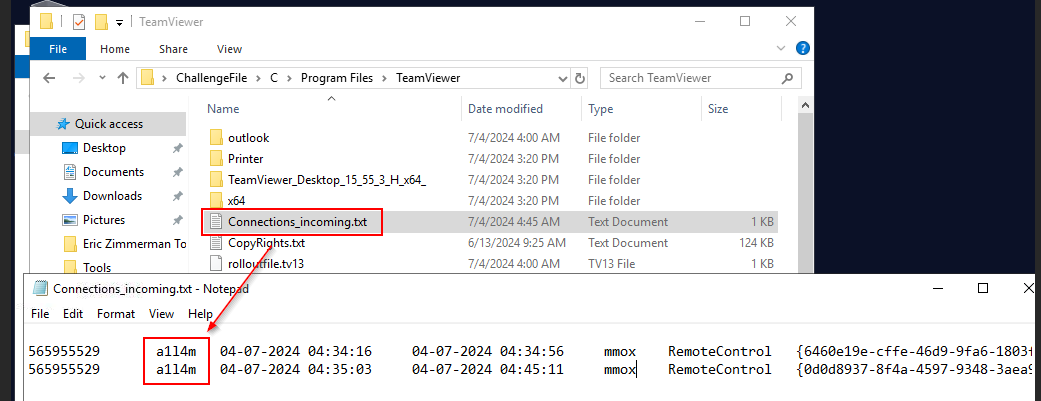 TeamViewer
File Home Share View
ChallengeFile > C > Program Files > TeamViewer
Search TeamViewer
Name Date modified Type Size
Quick access
Desktop
Documents
Downloads
Pictures
Eric Zimmerman To
Tools
outlook 7/4/2024 4:00 AM File folder
Printer 7/4/2024 3:20 PM File folder
TeamViewer_Desktop_15_55_3_H_x64_ 7/4/2024 3:20 PM File folder
x64 7/4/2024 3:20 PM File folder
Connections_incoming.txt 7/4/2024 4:45 AM Text Document 1 KB
CopyRights.txt 6/13/2024 9:25 AM Text Document 124 KB
rolloutfile.tv13 7/4/2024 4:00 AM TV13 File 1 KB
Connections_incoming.txt - Notepad
File Edit Format View Help
565955529 a1l4m 04-07-2024 04:34:16 04-07-2024 04:34:56 mmox RemoteControl {6460e19e-cffe-46d9-9fa6-1803f
565955529 a1l4m 04-07-2024 04:35:03 04-07-2024 04:45:11 mmox RemoteControl {0d0d8937-8f4a-4597-9348-3aea9